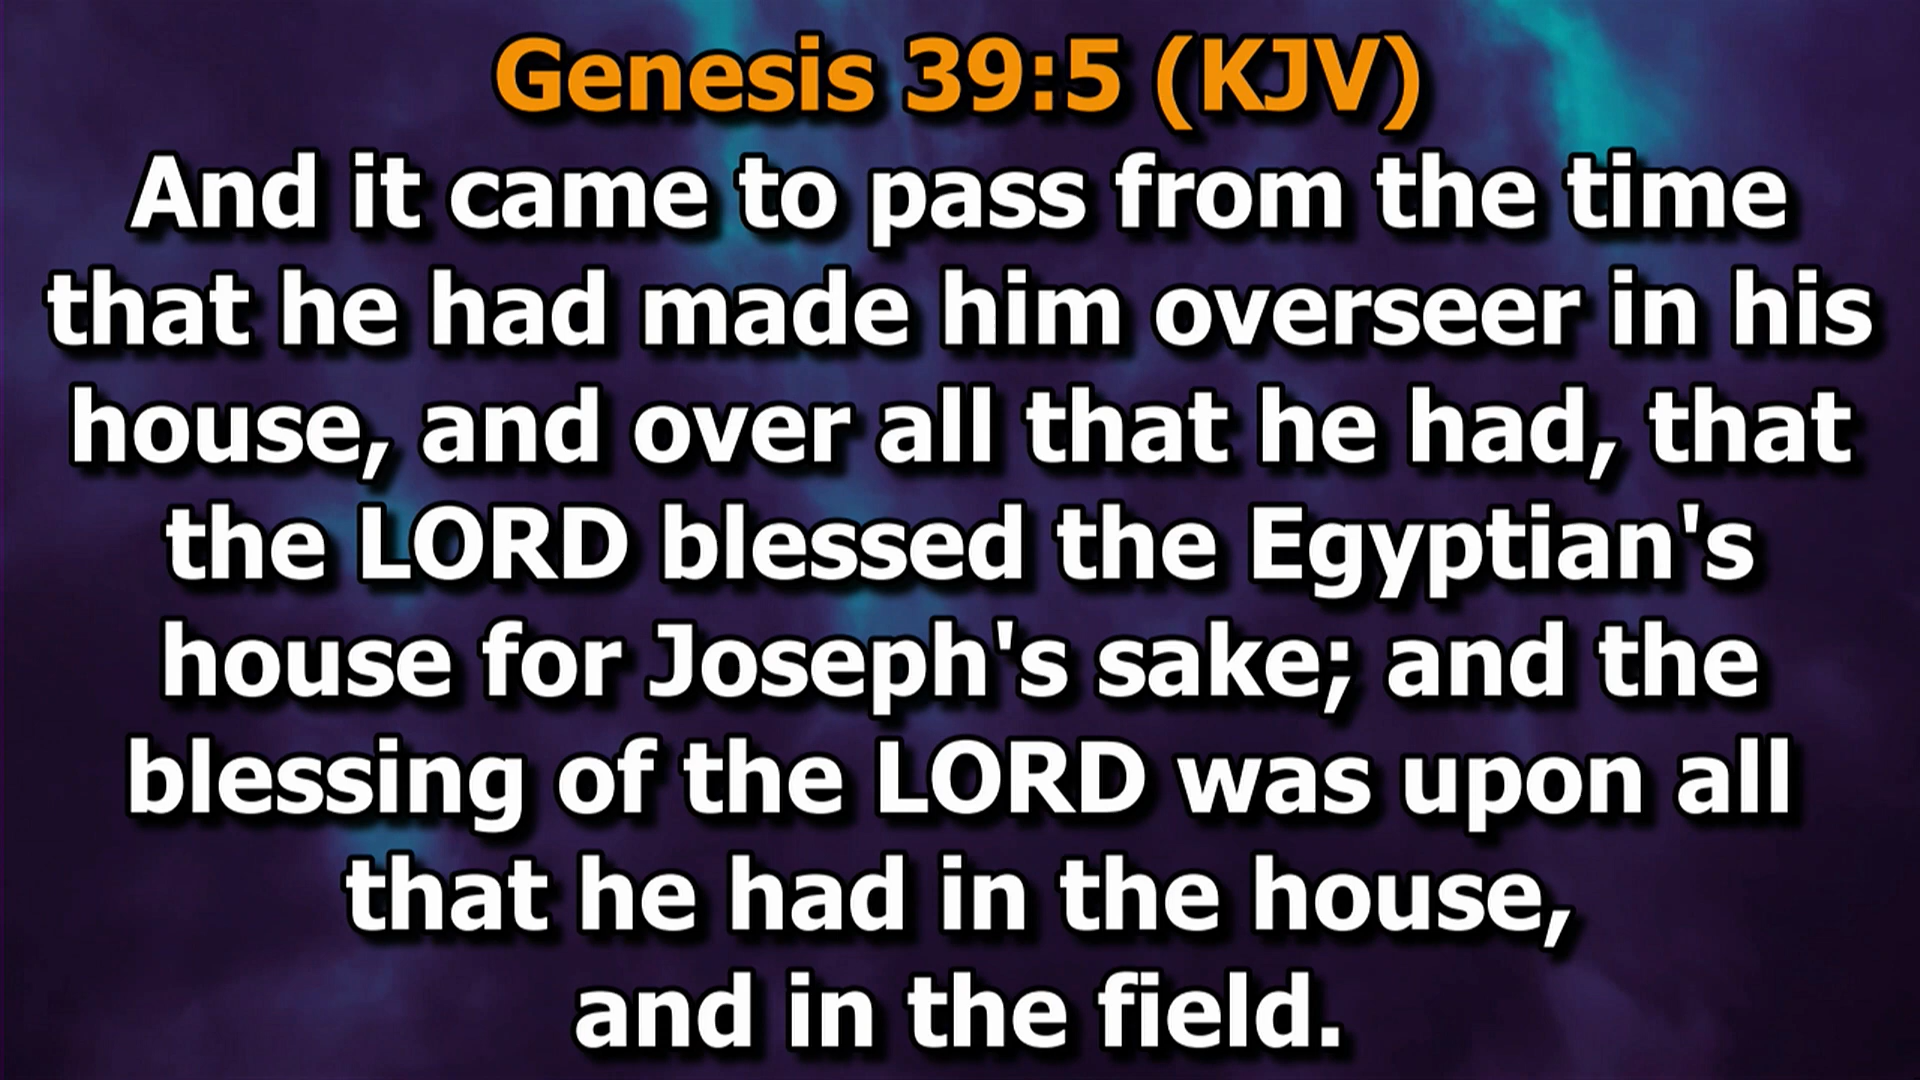 Genesis 39:5 (KJV)
And it came to pass from the time
that he had made him overseer in his
house, and over all that he had, that
the LORD blessed the Egyptian's
house for Joseph's sake; and the
blessing of the LORD was upon all
that he had in the house,
and in the field.